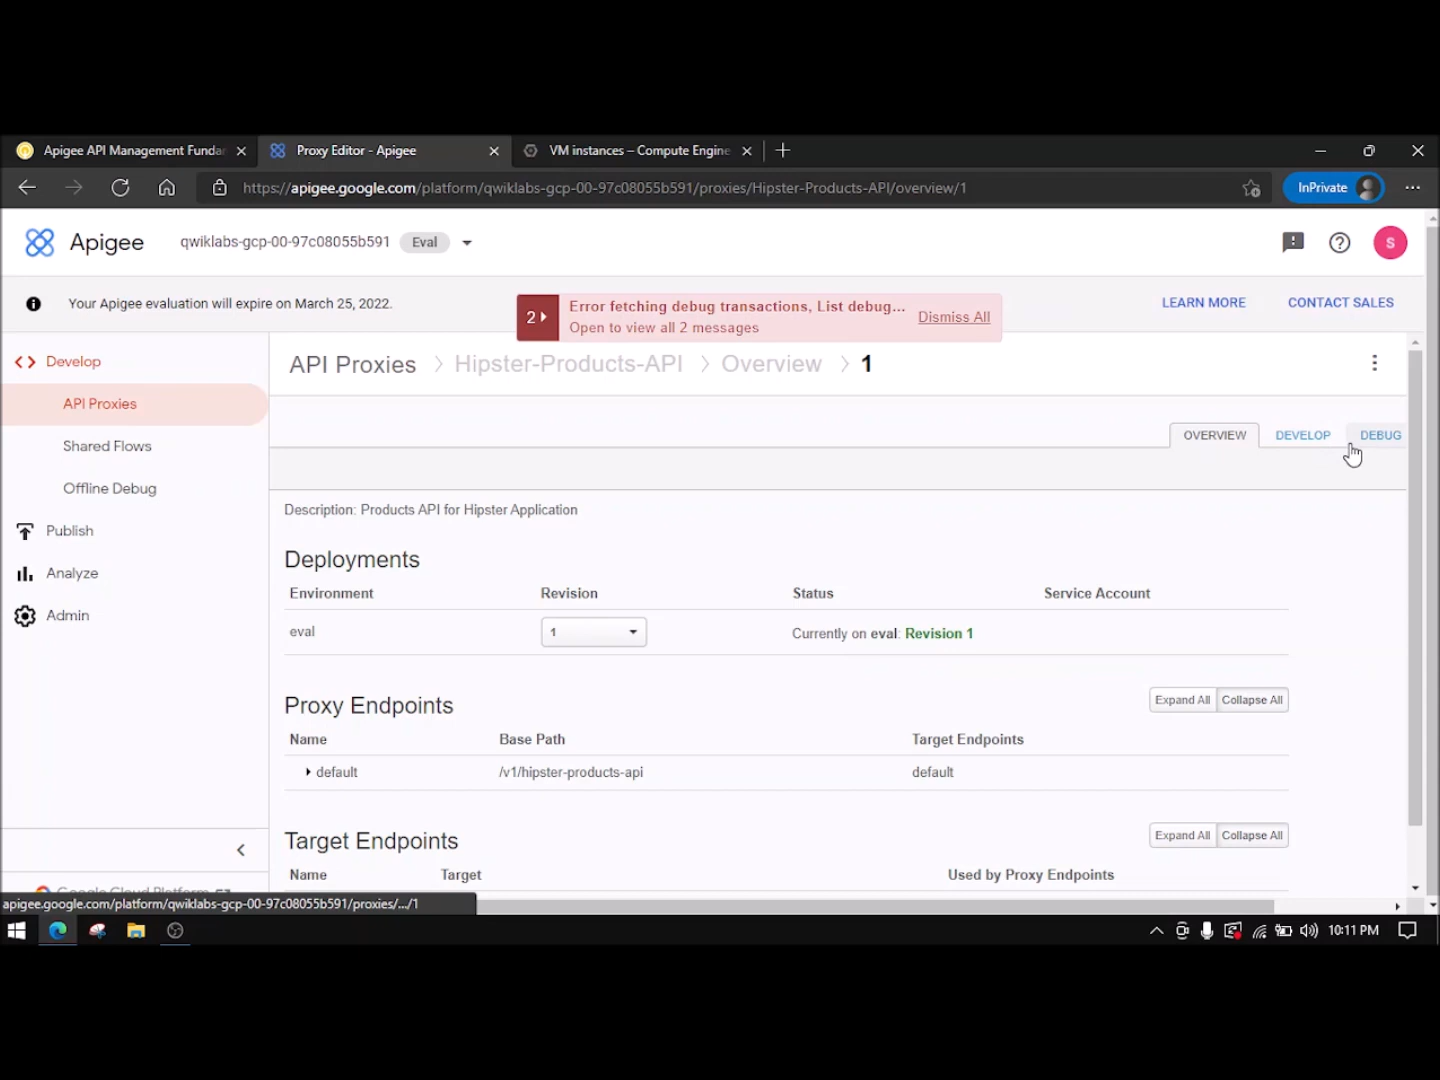 Apigee API Management Funda
Proxy Editor - Apigee
VM instances – Compute Engine
https://apigee.google.com/platform/qwiklabs-gcp-00-97c08055b591/proxies/Hipster-Products-API/overview/1
InPrivate
Apigee
qwiklabs-gcp-00-97c08055b591
Eval
S
Your Apigee evaluation will expire on March 25, 2022.
2
Error fetching debug transactions, List debug...
Open to view all 2 messages
Dismiss All
LEARN MORE
CONTACT SALES
Develop
API Proxies
Shared Flows
Offline Debug
Publish
Analyze
Admin
API Proxies
Hipster-Products-API
Overview
1
OVERVIEW
DEVELOP
DEBUG
Description: Products API for Hipster Application
Deployments
Environment
Revision
Status
Service Account
eval
1
Currently on eval: Revision 1
Proxy Endpoints
Expand All
Collapse All
Name
Base Path
Target Endpoints
default
/v1/hipster-products-api
default
Target Endpoints
Expand All
Collapse All
Name
Target
Used by Proxy Endpoints
Google Cloud Platform
apigee.google.com/platform/qwiklabs-gcp-00-97c08055b591/proxies/.../1
10:11 PM